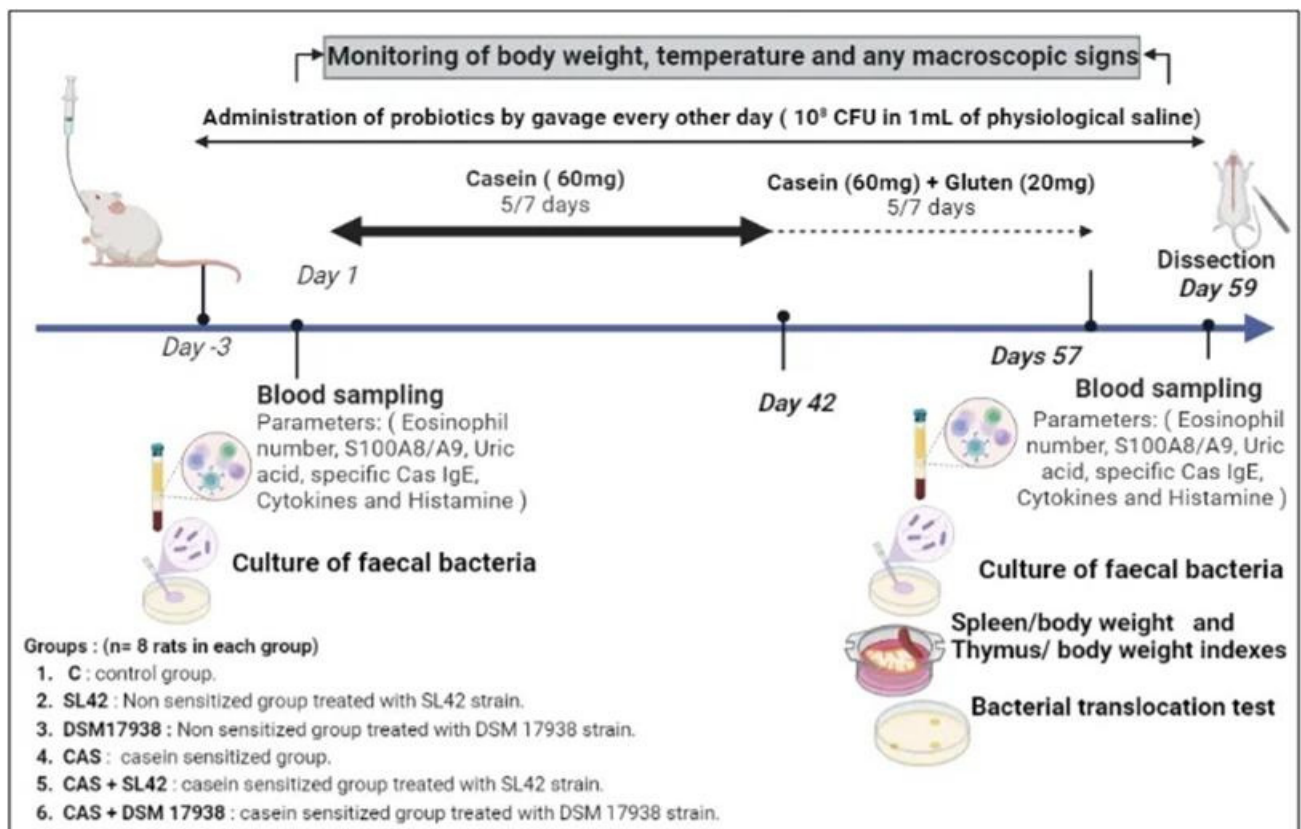 Monitoring of body weight, temperature and any macroscopic signs
Administration of probiotics by gavage every other day ( 10⁸ CFU in 1mL of physiological saline)
Casein ( 60mg)
5/7 days
Casein (60mg) + Gluten (20mg)
5/7 days
Day 1
Dissection
Day 59
Day -3
Days 57
Day 42
Blood sampling
Parameters: ( Eosinophil
number, S100A8/A9, Uric
acid, specific Cas IgE,
Cytokines and Histamine )
Culture of faecal bacteria
Blood sampling
Parameters: ( Eosinophil
number, S100A8/A9, Uric
acid, specific Cas IgE,
Cytokines and Histamine )
Culture of faecal bacteria
Spleen/body weight and
Thymus/ body weight indexes
Bacterial translocation test
Groups : (n= 8 rats in each group)
1. C : control group.
2. SL42 : Non sensitized group treated with SL42 strain.
3. DSM17938 : Non sensitized group treated with DSM 17938 strain.
4. CAS : casein sensitized group.
5. CAS + SL42 : casein sensitized group treated with SL42 strain.
6. CAS + DSM 17938 : casein sensitized group treated with DSM 17938 strain.